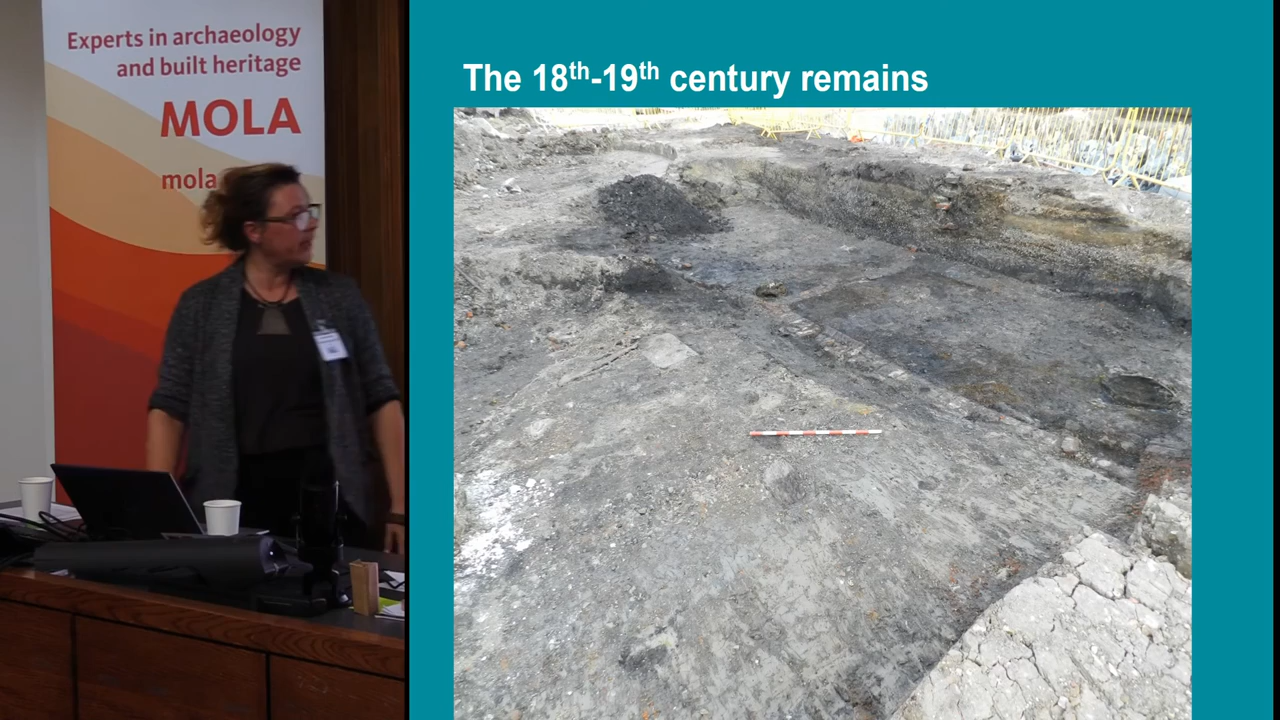 Experts in archaeology
and built heritage
MOLA
mola
The 18th-19th century remains